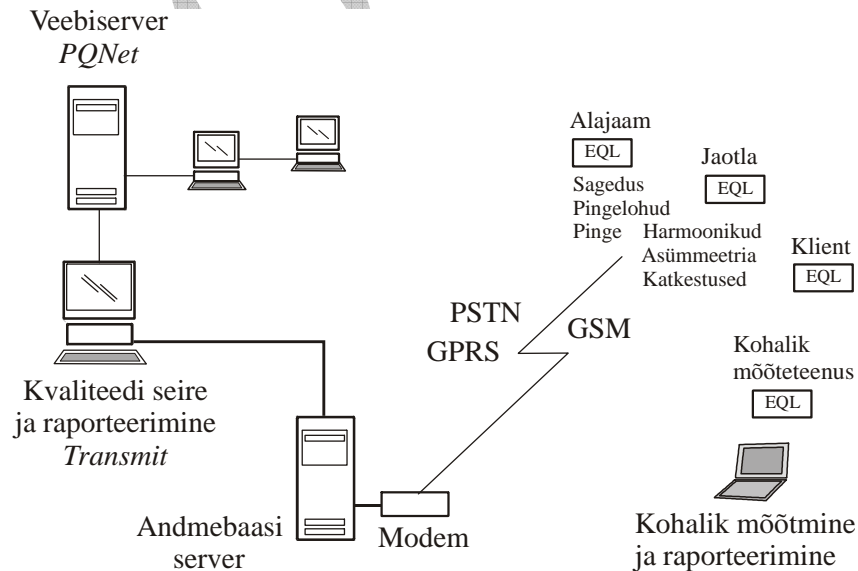 Veebiserver
PQNet
Alajaam
EQL
Sagedus
Pingelohud
Pinge
Jaotla
EQL
Harmoonikud
Asümmeetria
Katkestused
Klient
EQL
PSTN
GPRS
GSM
Kohalik
mõõteteenus
EQL
Kvaliteedi seire
ja raporteerimine
Transmit
Andmebaasi
server
Modem
Kohalik mõõtmine
ja raporteerimine